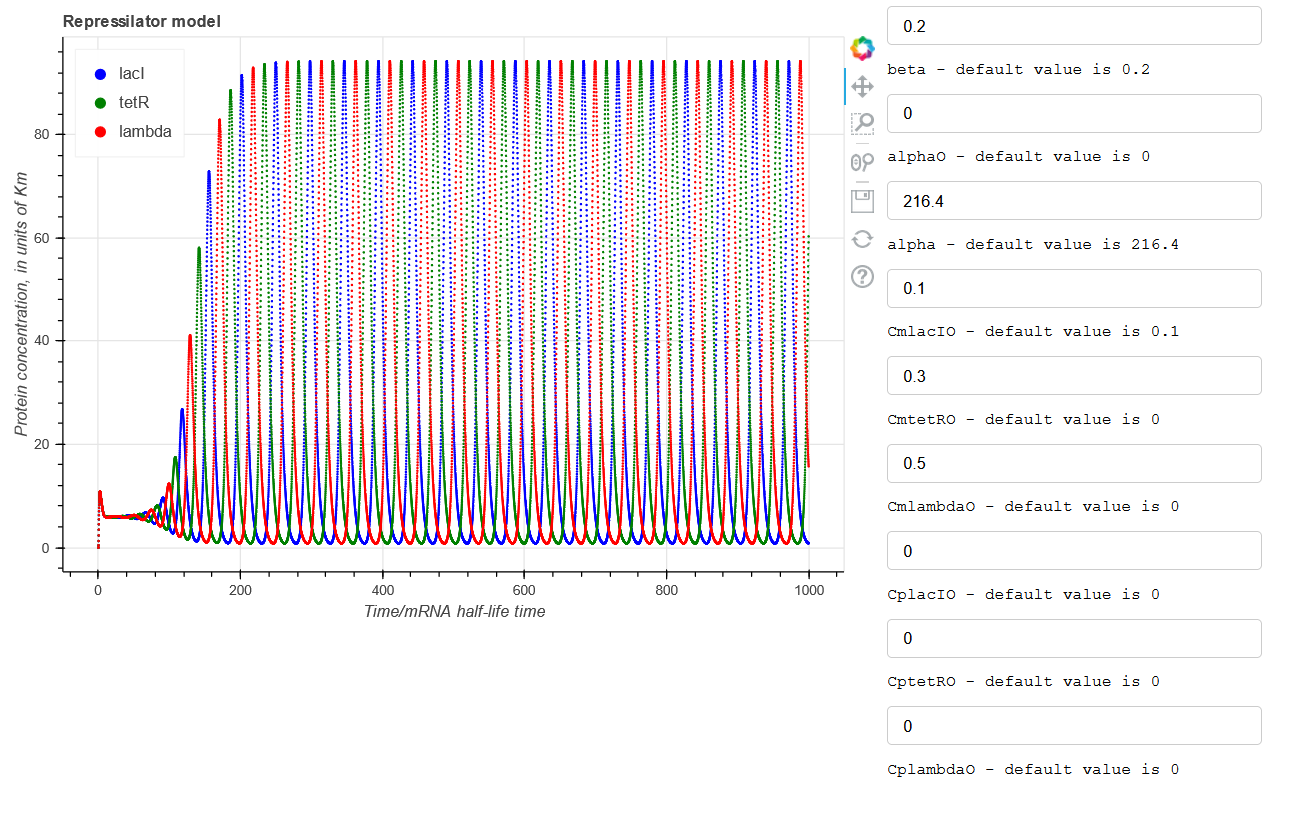 Repressilator model
lacI
tetR
lambda
Protein concentration, in units of Km
80
60
40
20
0
0
200
400
600
800
1000
Time/mRNA half-life time
0.2
beta - default value is 0.2
0
alphaO - default value is 0
216.4
alpha - default value is 216.4
0.1
CmlacIO - default value is 0.1
0.3
CmtetRO - default value is 0
0.5
CmlambdaO - default value is 0
0
CplacIO - default value is 0
0
CptetRO - default value is 0
0
CplambdaO - default value is 0